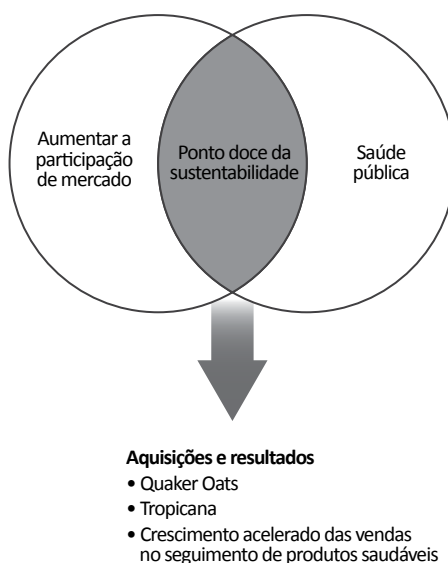 Aumentar a
participação
de mercado
Ponto doce da
sustentabilidade
Saúde
pública
Aquisições e resultados
• Quaker Oats
• Tropicana
• Crescimento acelerado das vendas
no seguimento de produtos saudáveis